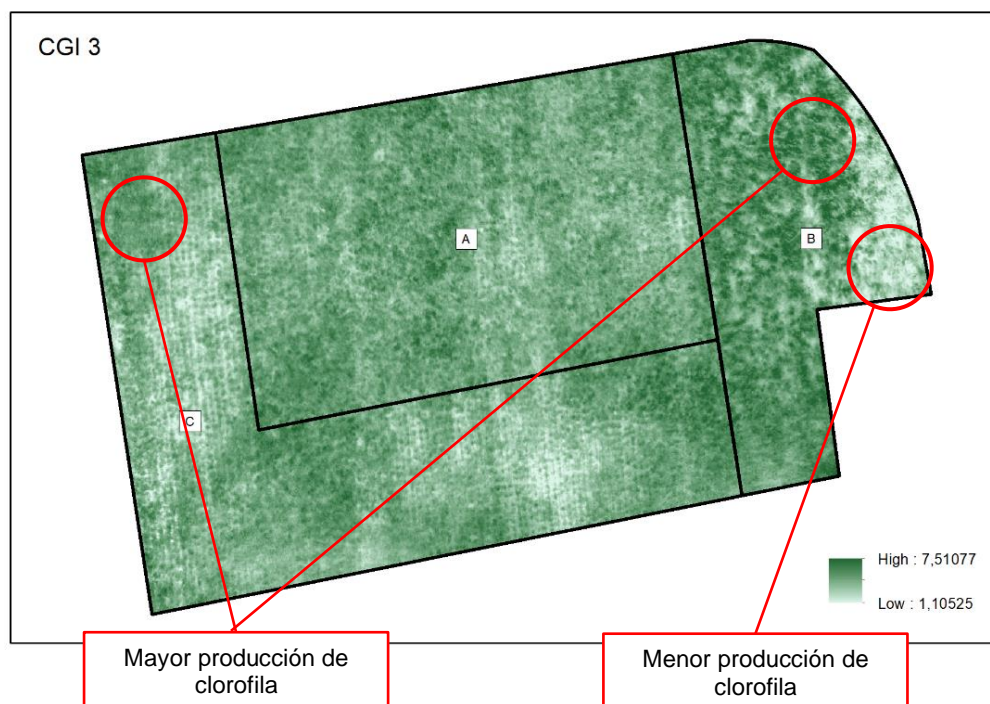 CGI 3
A
B
C
High : 7,51077
Low : 1,10525
Mayor producción de
clorofila
Menor producción de
clorofila